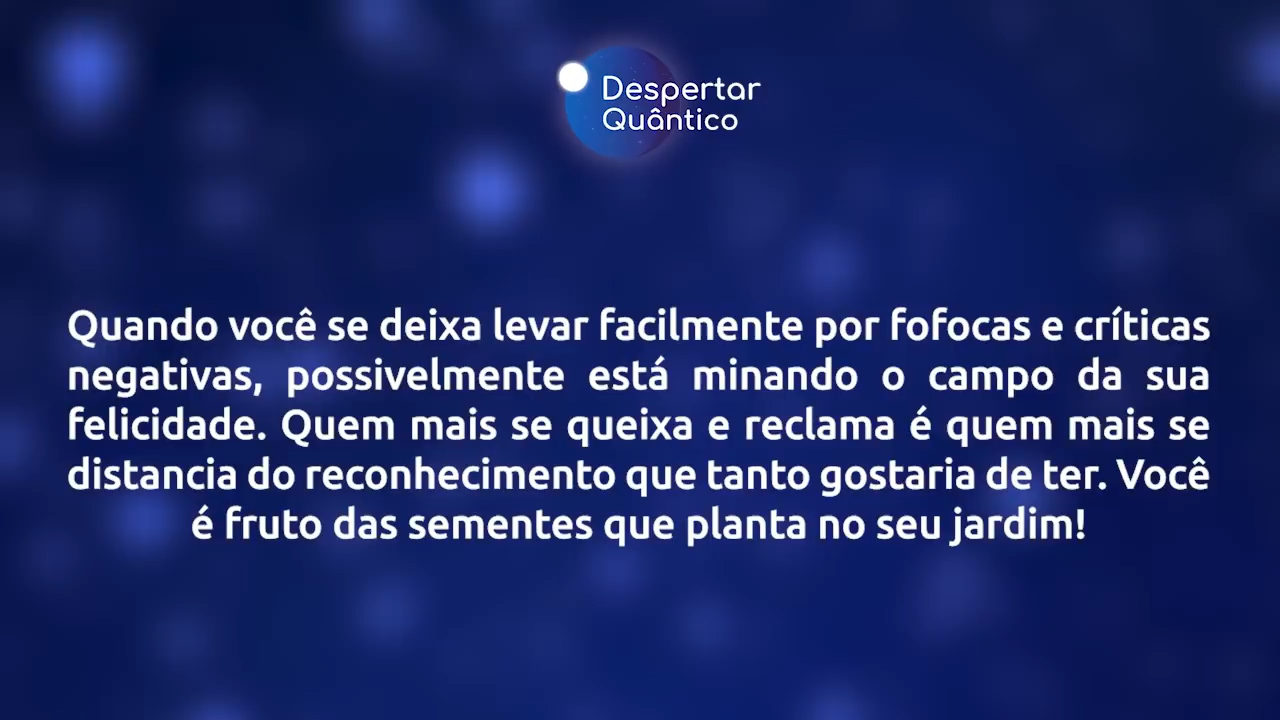 Despertar
Quântico
Quando você se deixa levar facilmente por fofocas e críticas
negativas, possivelmente está minando o campo da sua
felicidade. Quem mais se queixa e reclama é quem mais se
distancia do reconhecimento que tanto gostaria de ter. Você
é fruto das sementes que planta no seu jardim!